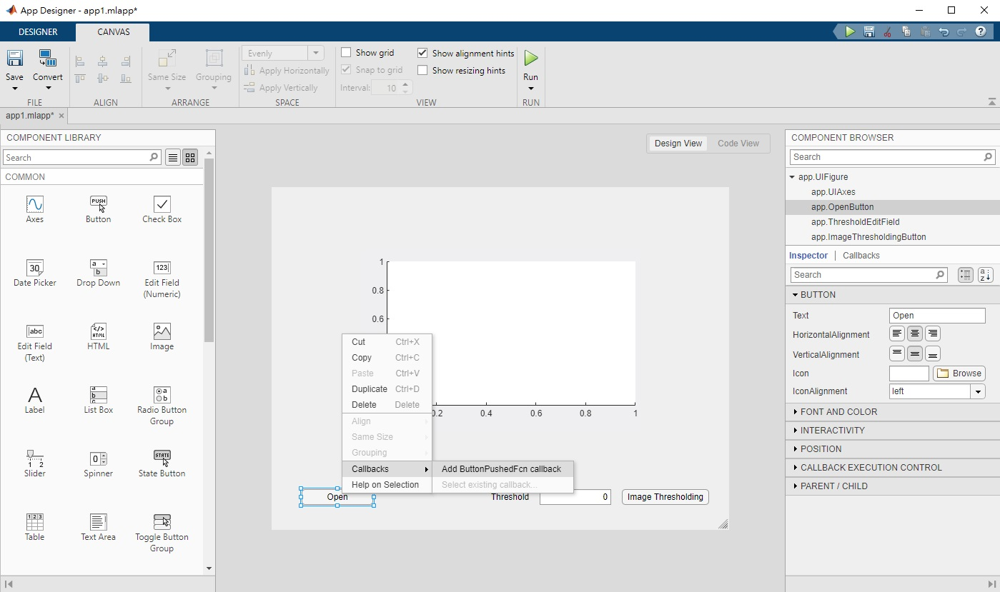 App Designer - app1.mlapp*
DESIGNER
CANVAS
Save
Convert
FILE
ALIGN
Same Size
Grouping
ARRANGE
Evenly
Apply Horizontally
Apply Vertically
SPACE
Show grid
Snap to grid
Interval: 10
Show alignment hints
Show resizing hints
VIEW
Run
RUN
app1.mlapp*
COMPONENT LIBRARY
Search
COMMON
Axes
PUSH
Button
Check Box
30
Date Picker
a
b
Drop Down
123
Edit Field
(Numeric)
abc
Edit Field
(Text)
</>
HTML
HTML
Image
A
Label
a
b
c
List Box
a
b
Radio Button
Group
1 2
Slider
0
Spinner
STATE
State Button
1 2 3
Table
Text Area
Toggle Button
Group
Design View
Code View
1
0.8
0.6
0.2
0.4
0.6
0.8
1
Cut Ctrl+X
Copy Ctrl+C
Paste Ctrl+V
Duplicate Ctrl+D
Delete Delete
Align
Same Size
Grouping
Callbacks
Help on Selection
Add ButtonPushedFcn callback
Select existing callback...
Open
Threshold
0
Image Thresholding
COMPONENT BROWSER
Search
app.UIFigure
app.UIAxes
app.OpenButton
app.ThresholdEditField
app.ImageThresholdingButton
Inspector | Callbacks
Search
a
z
BUTTON
Text Open
HorizontalAlignment
VerticalAlignment
Icon Browse
IconAlignment left
FONT AND COLOR
INTERACTIVITY
POSITION
CALLBACK EXECUTION CONTROL
PARENT / CHILD